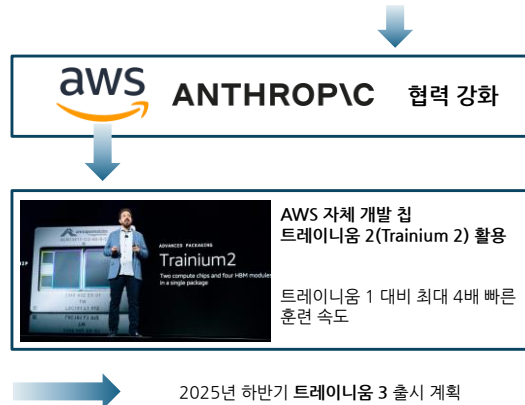 aws
ANTHROP\C 협력 강화
AWS 자체 개발 칩
트레이니움 2(Trainium 2) 활용
ADVANCED PACKAGING
Trainium2
Two compute chips and four HBM modules
in a single package
트레이니움 1 대비 최대 4배 빠른
훈련 속도
2025년 하반기 트레이니움 3 출시 계획